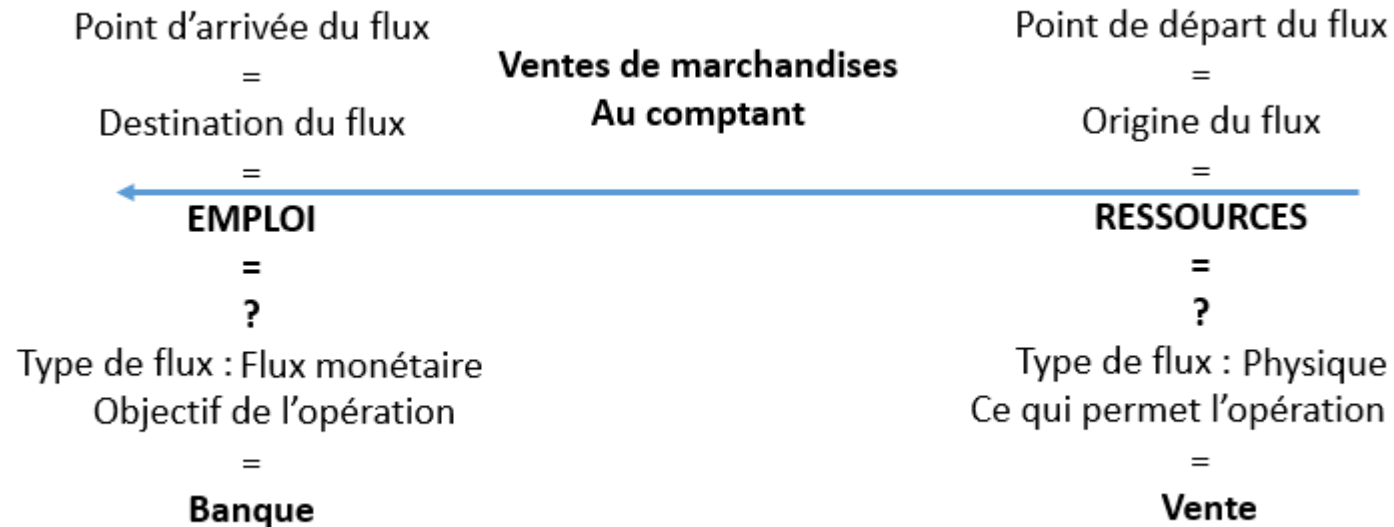 Point d'arrivée du flux
=
Destination du flux
=
EMPLOI
=
?
Type de flux : Flux monétaire
Objectif de l'opération
=
Banque
Ventes de marchandises
Au comptant
Point de départ du flux
=
Origine du flux
=
RESSOURCES
=
?
Type de flux : Physique
Ce qui permet l'opération
=
Vente